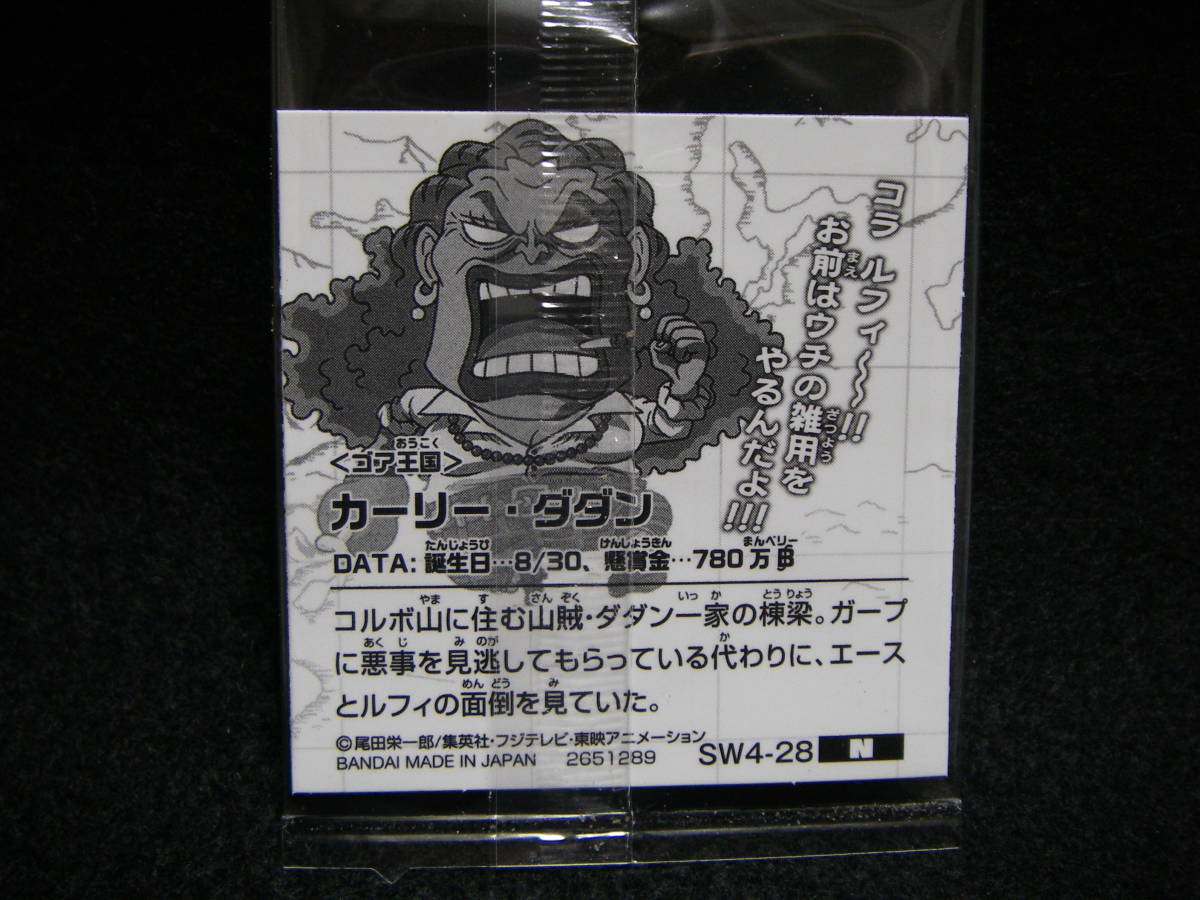 コラ ルフィ～～!!
お前はウチの雑用を
やるんだよ!!!
<ゴア王国>
カーリー・ダダン
DATA: 誕生日…8/30、懸賞金…780万฿
コルボ山に住む山賊・ダダン一家の棟梁。ガープ
に悪事を見逃してもらっている代わりに、エース
とルフィの面倒を見ていた。
©尾田栄一郎/集英社・フジテレビ・東映アニメーション
BANDAI MADE IN JAPAN 2651289 SW4-28 N